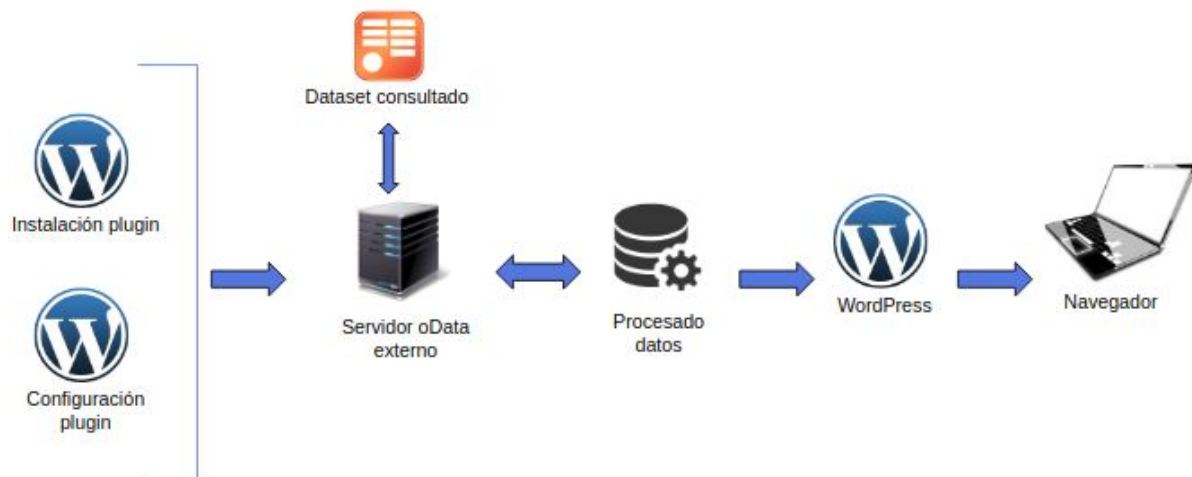 Dataset consultado
Instalación plugin
Servidor oData
externo
Procesado
datos
WordPress
Navegador
Configuración
plugin